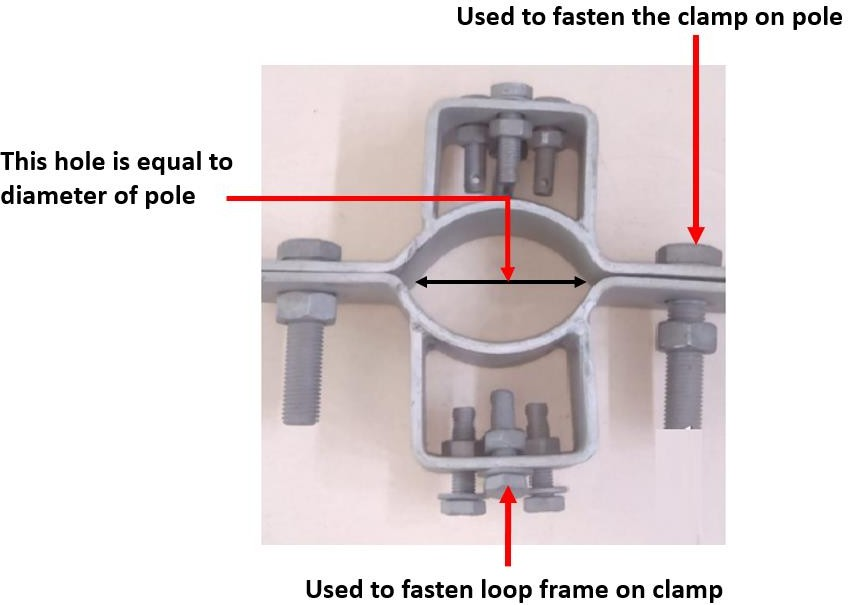 Used to fasten the clamp on pole
This hole is equal to
diameter of pole
Used to fasten loop frame on clamp